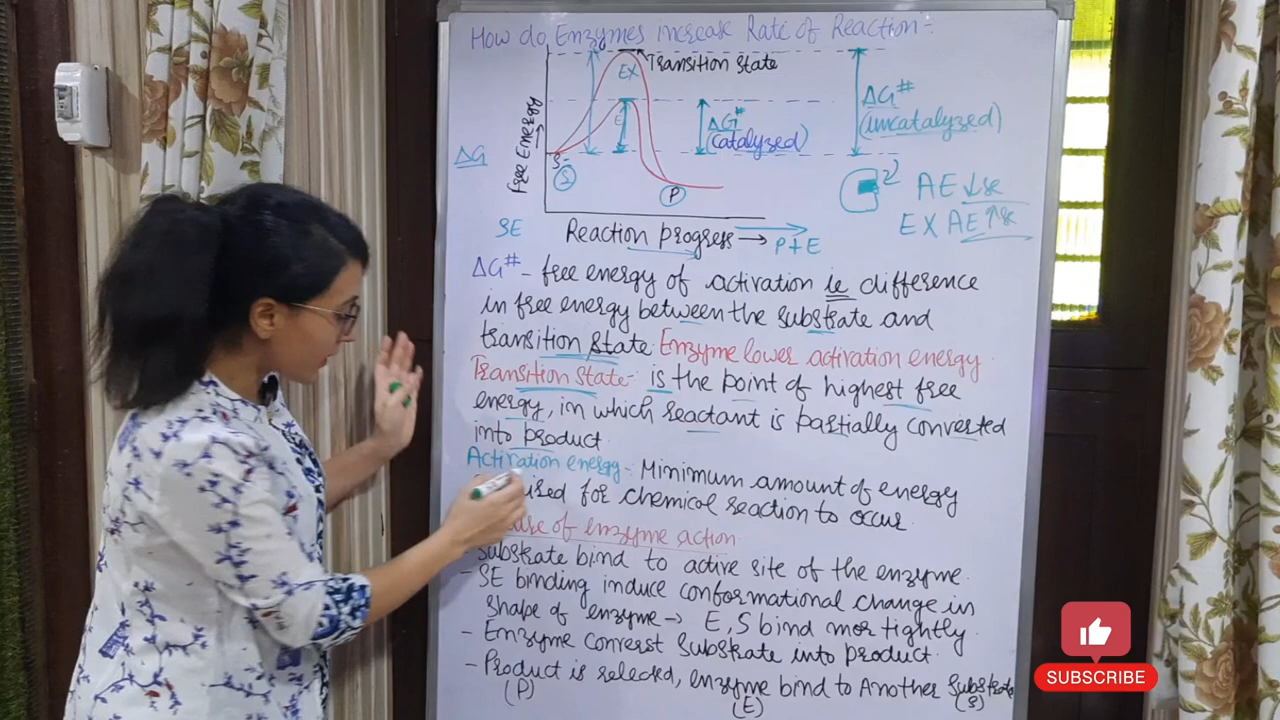 How do Enzymes increase Rate of Reaction:-
Transition state
EX
E
ΔG#
(catalyzed)
ΔG#
(uncatalyzed)
Free Energy
ΔG
S
S
P
AE ↓se
EX AE ↑se
SE
Reaction progress → P + E
ΔG# - free energy of activation ie difference
in free energy between the substrate and
transition state. Enzyme lower activation energy.
Transition state- is the point of highest free
energy, in which reactant is partially converted
into product.
Activation energy- Minimum amount of energy
for chemical reaction to occur.
of enzyme action
- Substrate bind to active site of the enzyme.
- SE binding induce conformational change in
shape of enzyme → E, S bind mor tightly.
- Enzyme converst substrate into product.
- Product is selecsed, enzyme bind to Another Substrate
(P) (E) (S)
SUBSCRIBE